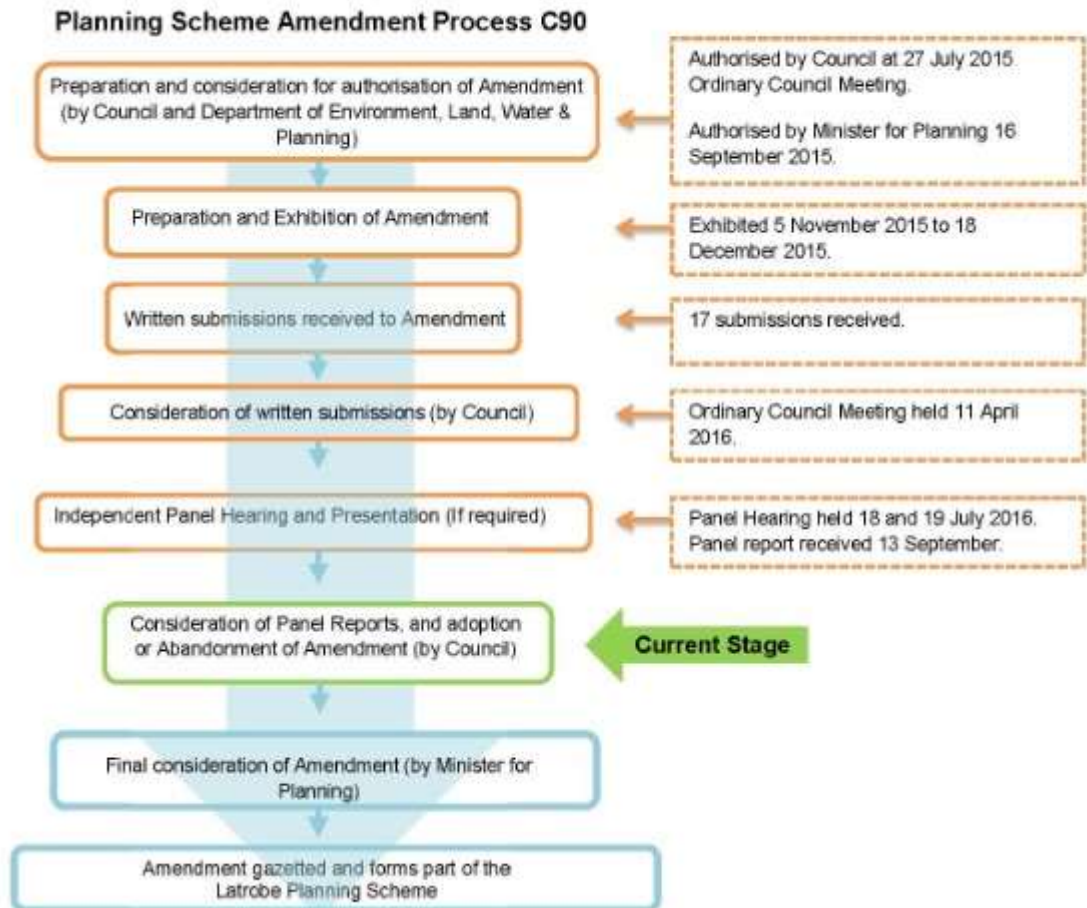 Planning Scheme Amendment Process C90
Preparation and consideration for authorisation of Amendment
(by Council and Department of Environment, Land, Water &
Planning)
Authorised by Council at 27 July 2015
Ordinary Council Meeting.
Authorised by Minister for Planning 16
September 2015.
Preparation and Exhibition of Amendment
Exhibited 5 November 2015 to 18
December 2015.
Written submissions received to Amendment
17 submissions received.
Consideration of written submissions (by Council)
Ordinary Council Meeting held 11 April
2016.
Independent Panel Hearing and Presentation (If required)
Panel Hearing held 18 and 19 July 2016.
Panel report received 13 September.
Consideration of Panel Reports, and adoption
or Abandonment of Amendment (by Council)
Current Stage
Final consideration of Amendment (by Minister for
Planning)
Amendment gazetted and forms part of the
Latrobe Planning Scheme